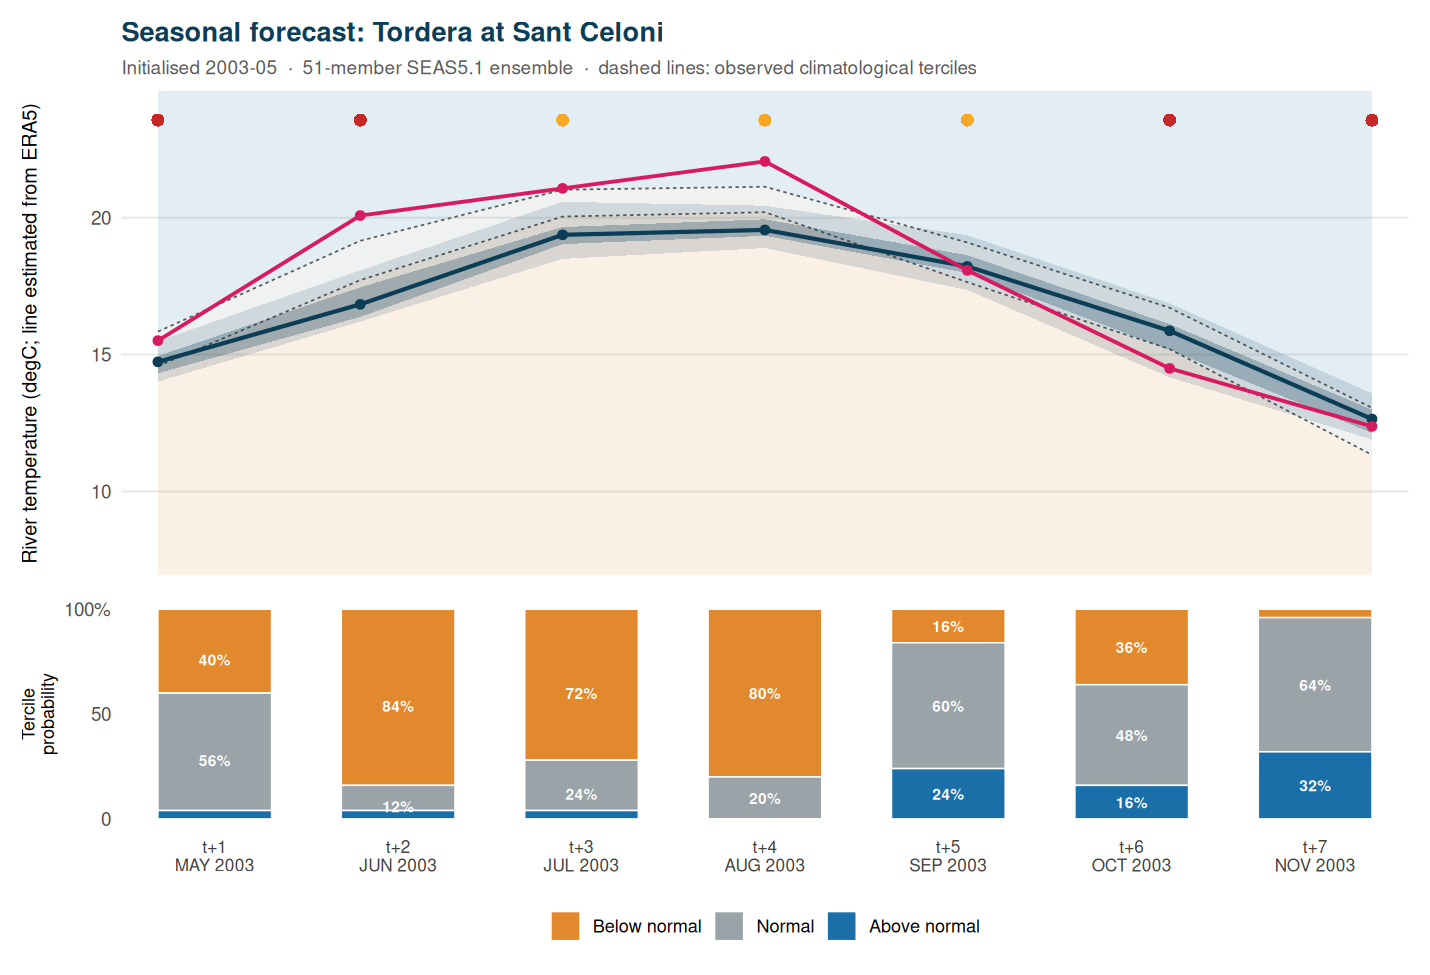 Seasonal forecast: Tordera at Sant Celoni
Initialised 2003-05 · 51-member SEAS5.1 ensemble · dashed lines: observed climatological terciles
River temperature (degC; line estimated from ERA5)
20
15
10
Tercile
probability
100%
50
0
40%
56%
84%
12%
72%
24%
80%
20%
16%
60%
24%
36%
48%
16%
64%
32%
t+1
MAY 2003
t+2
JUN 2003
t+3
JUL 2003
t+4
AUG 2003
t+5
SEP 2003
t+6
OCT 2003
t+7
NOV 2003
Below normal
Normal
Above normal